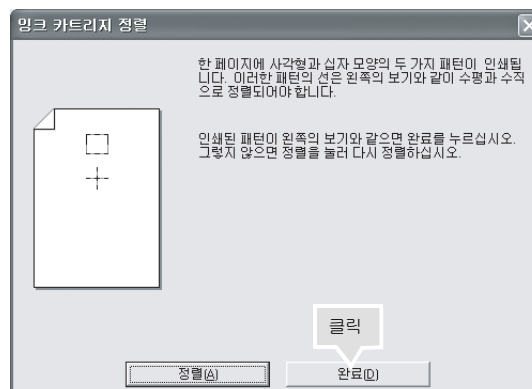 잉크 카트리지 정렬
한 페이지에 사각형과 십자 모양의 두 가지 패턴이 인쇄됩
니다. 이러한 패턴의 선은 왼쪽의 보기와 같이 수평과 수직
으로 정렬되어야 합니다.
인쇄된 패턴이 왼쪽의 보기와 같으면 완료를 누르십시오.
그렇지 않으면 정렬을 눌러 다시 정렬하십시오.
클릭
정렬(A)
완료(D)